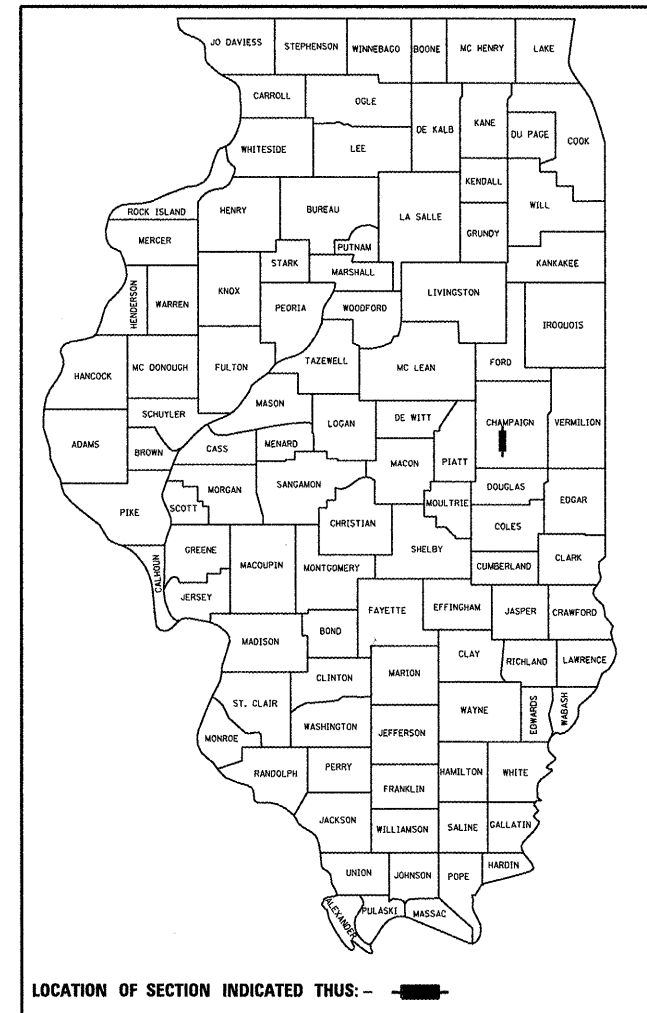 JO DAVIESS
STEPHENSON
WINNEBAGO
BOONE
MC HENRY
LAKE
CARROLL
OGLE
DE KALB
KANE
DU PAGE
COOK
WHITESIDE
LEE
KENDALL
WILL
ROCK ISLAND
HENRY
BUREAU
LA SALLE
GRUNDY
MERCER
PUTNAM
KANKAKEE
STARK
MARSHALL
HENDERSON
WARREN
KNOX
PEORIA
WOODFORD
LIVINGSTON
IROQUOIS
HANCOCK
MC DONOUGH
FULTON
TAZEWELL
MC LEAN
FORD
SCHUYLER
MASON
LOGAN
DE WITT
CHAMPAIGN
VERMILION
ADAMS
BROWN
CASS
MENARD
MACON
PIATT
PIKE
SCOTT
MORGAN
SANGAMON
CHRISTIAN
MOULTRIE
DOUGLAS
EDGAR
COLES
SHELBY
CALHOUN
GREENE
MACOUPIN
MONTGOMERY
CUMBERLAND
CLARK
JERSEY
FAYETTE
EFFINGHAM
JASPER
CRAWFORD
MADISON
BOND
CLAY
RICHLAND
LAWRENCE
CLINTON
MARION
ST. CLAIR
WAYNE
EDWARDS
WABASH
MONROE
WASHINGTON
JEFFERSON
RANDOLPH
PERRY
HAMILTON
WHITE
FRANKLIN
JACKSON
WILLIAMSON
SALINE
GALLATIN
UNION
JOHNSON
POPE
HARDIN
ALEXANDER
PULASKI
MASSAC
LOCATION OF SECTION INDICATED THUS: -